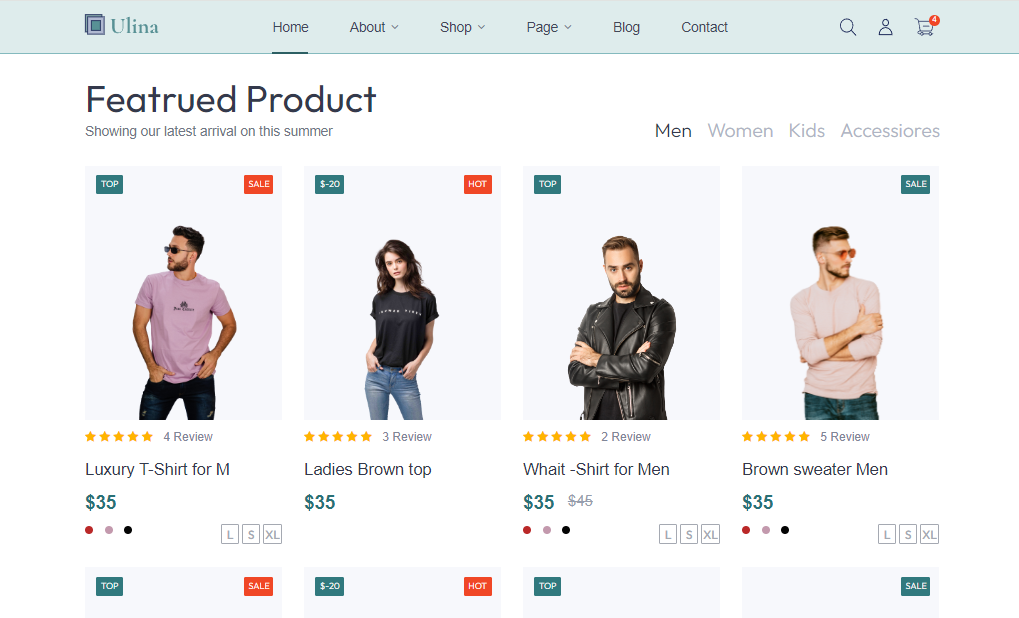 Ulina
Home About Shop Page Blog Contact
4
Featrued Product
Showing our latest arrival on this summer
Men Women Kids Accessiores
TOP SALE $-20 HOT TOP SALE
4 Review 3 Review 2 Review 5 Review
Luxury T-Shirt for M Ladies Brown top Whait -Shirt for Men Brown sweater Men
$35 $35 $35 $45 $35
L S XL L S XL L S XL
TOP SALE $-20 HOT TOP SALE